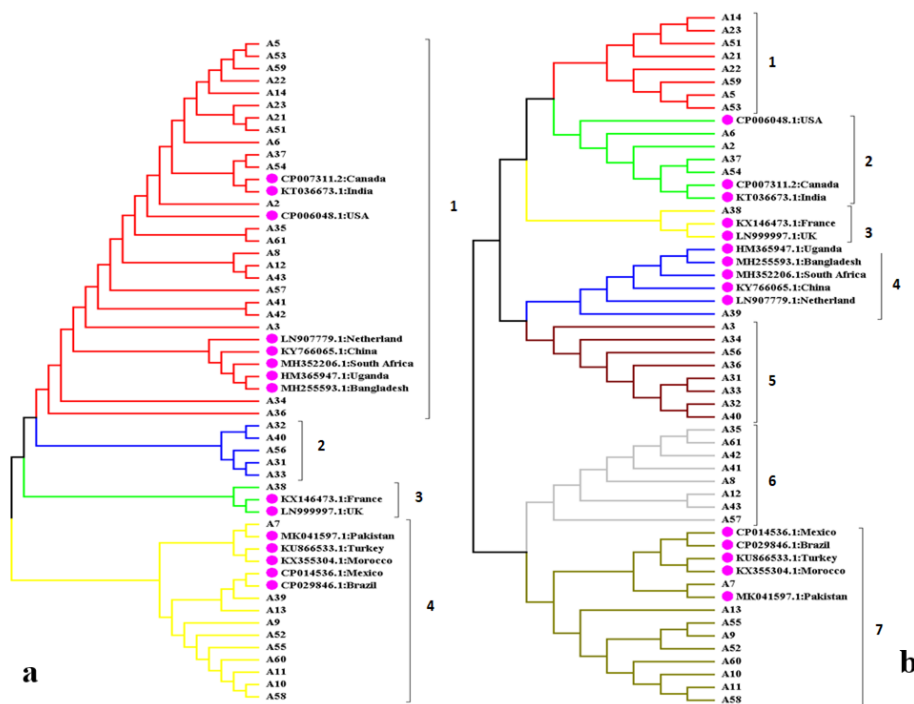 A5
A53
A59
A22
A14
A23
A21
A51
A6
A37
A54
CP007311.2:Canada
KT036673.1:India
A2
CP006048.1:USA
A35
A61
A8
A12
A43
A57
A41
A42
A3
LN907779.1:Netherland
KY766065.1:China
MH352206.1:South Africa
HM365947.1:Uganda
MH255593.1:Bangladesh
A34
A36
A32
A40
A56
A31
A33
A38
KX146473.1:France
LN999997.1:UK
A7
MK041597.1:Pakistan
KU866533.1:Turkey
KX355304.1:Morocco
CP014536.1:Mexico
CP029846.1:Brazil
A39
A13
A9
A52
A55
A60
A11
A10
A58
1
2
3
4
a
A14
A23
A51
A21
A22
A59
A5
A53
CP006048.1:USA
A6
A2
A37
A54
CP007311.2:Canada
KT036673.1:India
A38
KX146473.1:France
LN999997.1:UK
HM365947.1:Uganda
MH255593.1:Bangladesh
MH352206.1:South Africa
KY766065.1:China
LN907779.1:Netherland
A39
A3
A34
A56
A36
A31
A33
A32
A40
A35
A61
A42
A41
A8
A12
A43
A57
CP014536.1:Mexico
CP029846.1:Brazil
KU866533.1:Turkey
KX355304.1:Morocco
A7
MK041597.1:Pakistan
A13
A55
A9
A52
A60
A10
A11
A58
1
2
3
4
5
6
7
b